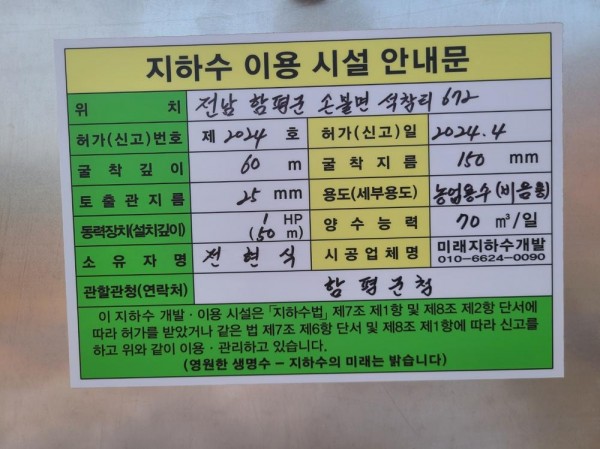 지하수 이용 시설 안내문
위 치 전남 함평군 손불면 석창리 672
허가(신고)번호 제 2024 호 허가(신고)일 2024.4
굴착깊이 60 m 굴착지름 150 mm
토출관지름 25 mm 용도(세부용도) 농업용수(비음용)
동력장치(설치깊이) 1 HP (50 m) 양수능력 70 m³/일
소유자명 전현식 시공업체명 미래지하수개발 010-6624-0090
관할관청(연락처) 함평군청
이 지하수 개발·이용 시설은「지하수법」제7조 제1항 및 제8조 제2항 단서에
따라 허가를 받았거나 같은 법 제7조 제6항 단서 및 제8조 제1항에 따라 신고를
하고 위와 같이 이용·관리하고 있습니다.
(영원한 생명수 – 지하수의 미래는 밝습니다)